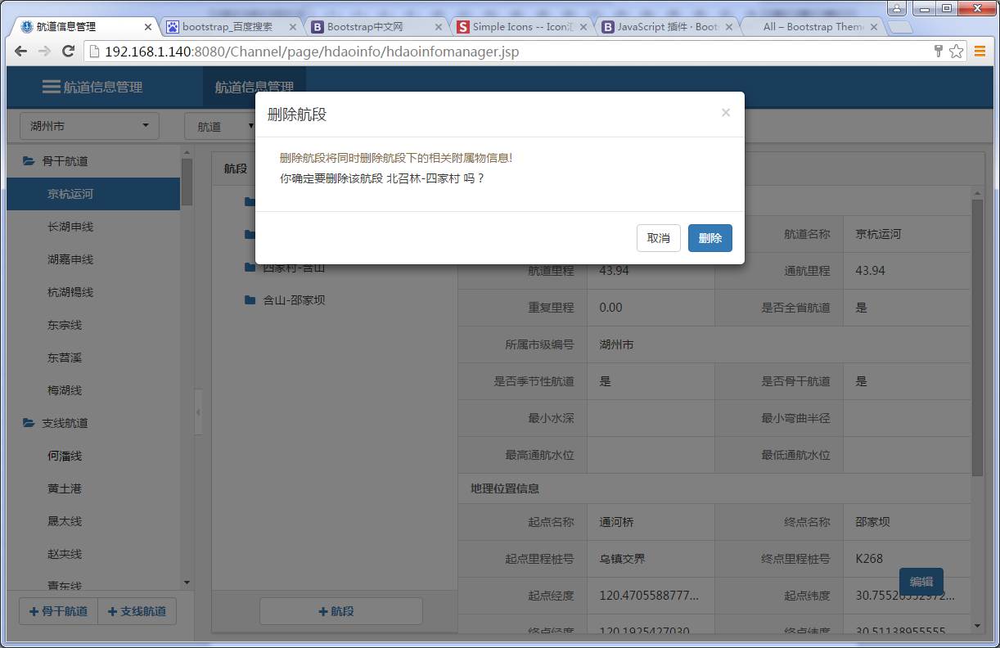 航道信息管理
bootstrap_百度搜索
Bootstrap中文网
Simple Icons -- Icon汇
JavaScript 插件 · Boots
All – Bootstrap Theme
192.168.1.140:8080/Channel/page/hdaoinfo/hdaoinfomanager.jsp
航道信息管理
航道信息管理
湖州市
航道
骨干航道
京杭运河
长湖申线
湖嘉申线
杭湖锡线
东宗线
东苕溪
梅湖线
支线航道
何潘线
黄土港
晟太线
赵夹线
骨干航道
支线航道
航段
四家村-含山
含山-邵家坝
航段
删除航段
×
删除航段将同时删除航段下的相关附属物信息!
你确定要删除该航段 北召林-四家村 吗？
取消
删除
航道名称 京杭运河
航道里程 43.94 通航里程 43.94
重复里程 0.00 是否全省航道 是
所属市级编号 湖州市
是否季节性航道 是 是否骨干航道 是
最小水深 最小弯曲半径
最高通航水位 最低通航水位
地理位置信息
起点名称 通河桥 终点名称 邵家坝
起点里程桩号 乌镇交界 终点里程桩号 K268
编辑
起点经度 120.4705588777... 起点纬度 30.75526552972...
终点经度 120.1925427030 终点纬度 30.51138955555